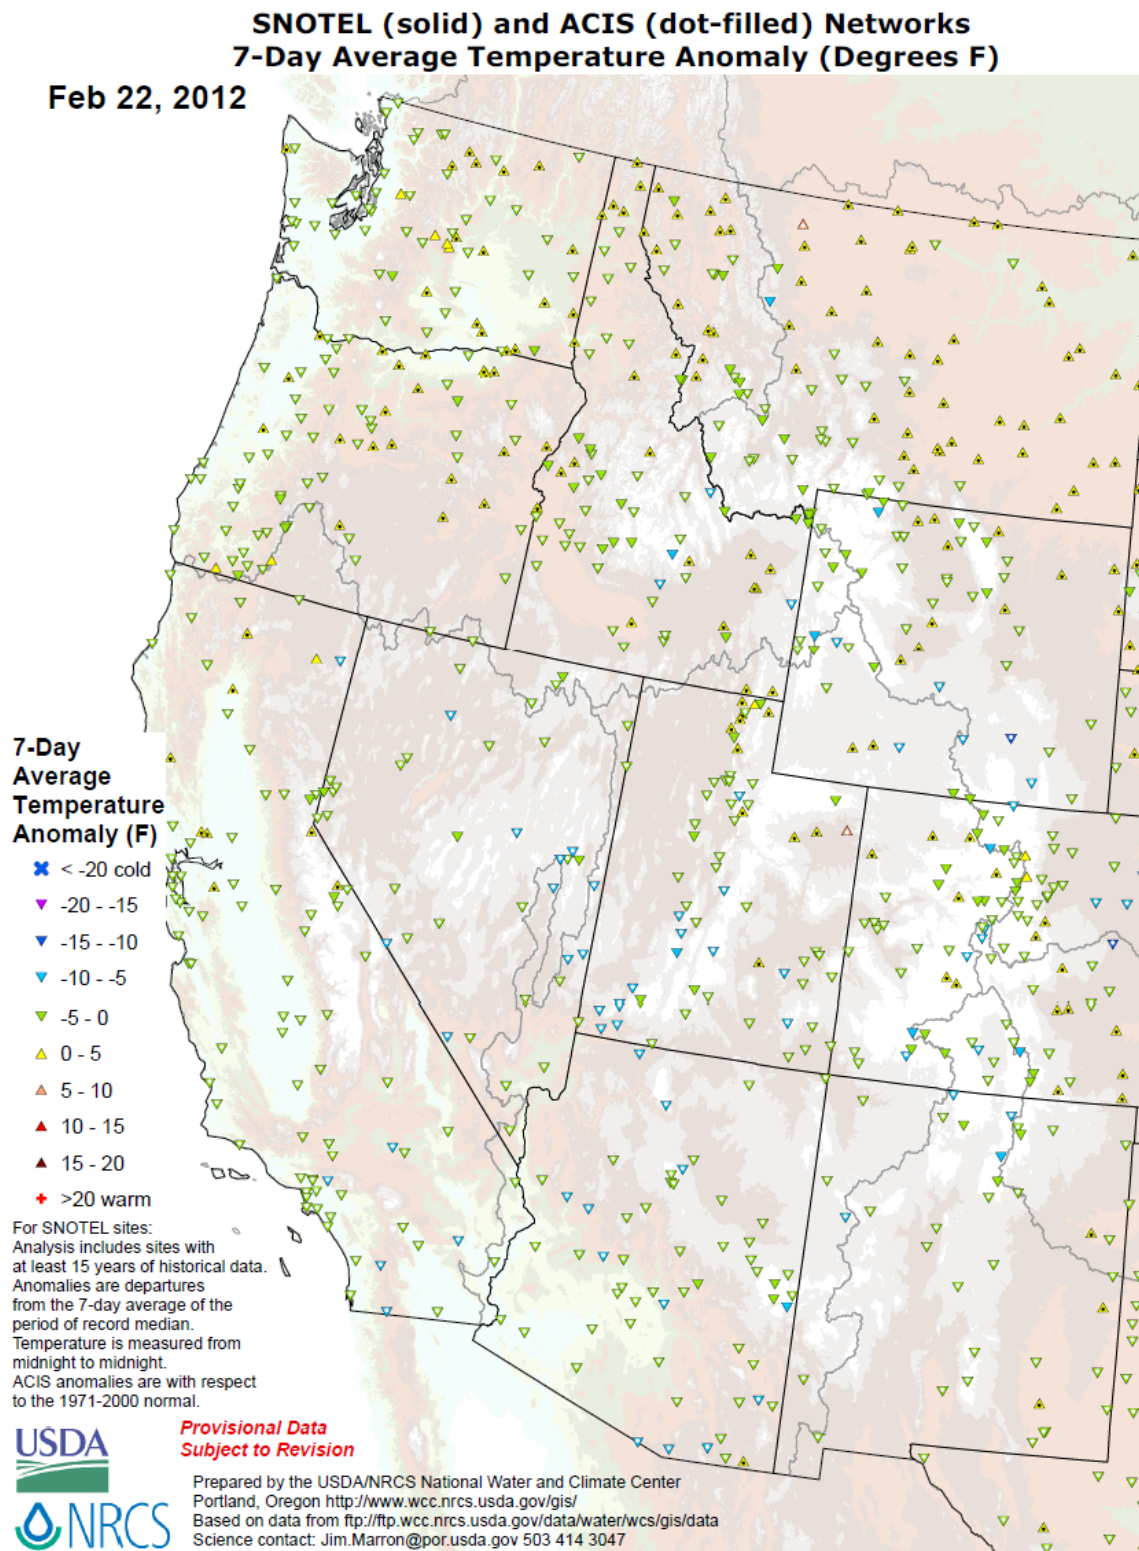 SNOTEL (solid) and ACIS (dot-filled) Networks
7-Day Average Temperature Anomaly (Degrees F)
Feb 22, 2012
7-Day
Average
Temperature
Anomaly (F)
< -20 cold
-20 - -15
-15 - -10
-10 - -5
-5 - 0
0 - 5
5 - 10
10 - 15
15 - 20
>20 warm
For SNOTEL sites:
Analysis includes sites with
at least 15 years of historical data.
Anomalies are departures
from the 7-day average of the
period of record median.
Temperature is measured from
midnight to midnight.
ACIS anomalies are with respect
to the 1971-2000 normal.
Provisional Data
Subject to Revision
USDA
NRCS
Prepared by the USDA/NRCS National Water and Climate Center
Portland, Oregon http://www.wcc.nrcs.usda.gov/gis/
Based on data from ftp://ftp.wcc.nrcs.usda.gov/data/water/wcs/gis/data
Science contact: Jim.Marron@por.usda.gov 503 414 3047